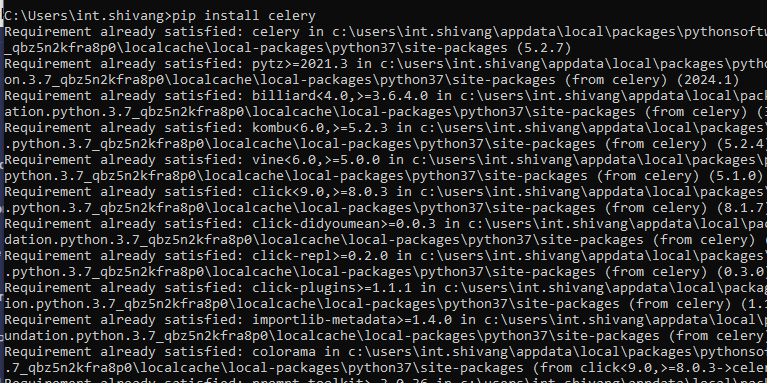 C:\Users\int.shivang>pip install celery
Requirement already satisfied: celery in c:\users\int.shivang\appdata\local\packages\pythonsoftw
_qbz5n2kfra8p0\localcache\local-packages\python37\site-packages (5.2.7)
Requirement already satisfied: pytz>=2021.3 in c:\users\int.shivang\appdata\local\packages\pytho
on.3.7_qbz5n2kfra8p0\localcache\local-packages\python37\site-packages (from celery) (2024.1)
Requirement already satisfied: billiard<4.0,>=3.6.4.0 in c:\users\int.shivang\appdata\local\pack
ation.python.3.7_qbz5n2kfra8p0\localcache\local-packages\python37\site-packages (from celery) (3
Requirement already satisfied: kombu<6.0,>=5.2.3 in c:\users\int.shivang\appdata\local\packages\
.python.3.7_qbz5n2kfra8p0\localcache\local-packages\python37\site-packages (from celery) (5.2.4
Requirement already satisfied: vine<6.0,>=5.0.0 in c:\users\int.shivang\appdata\local\packages\p
python.3.7_qbz5n2kfra8p0\localcache\local-packages\python37\site-packages (from celery) (5.1.0)
Requirement already satisfied: click<9.0,>=8.0.3 in c:\users\int.shivang\appdata\local\packages\
.python.3.7_qbz5n2kfra8p0\localcache\local-packages\python37\site-packages (from celery) (8.1.7)
Requirement already satisfied: click-didyoumean>=0.0.3 in c:\users\int.shivang\appdata\local\pac
dation.python.3.7_qbz5n2kfra8p0\localcache\local-packages\python37\site-packages (from celery) (
Requirement already satisfied: click-repl>=0.2.0 in c:\users\int.shivang\appdata\local\packages\
.python.3.7_qbz5n2kfra8p0\localcache\local-packages\python37\site-packages (from celery) (0.3.0)
Requirement already satisfied: click-plugins>=1.1.1 in c:\users\int.shivang\appdata\local\packag
ion.python.3.7_qbz5n2kfra8p0\localcache\local-packages\python37\site-packages (from celery) (1.1
Requirement already satisfied: importlib-metadata>=1.4.0 in c:\users\int.shivang\appdata\local\p
undation.python.3.7_qbz5n2kfra8p0\localcache\local-packages\python37\site-packages (from celery)
Requirement already satisfied: colorama in c:\users\int.shivang\appdata\local\packages\pythonso
.7_qbz5n2kfra8p0\localcache\local-packages\python37\site-packages (from click<9.0,>=8.0.3->celer